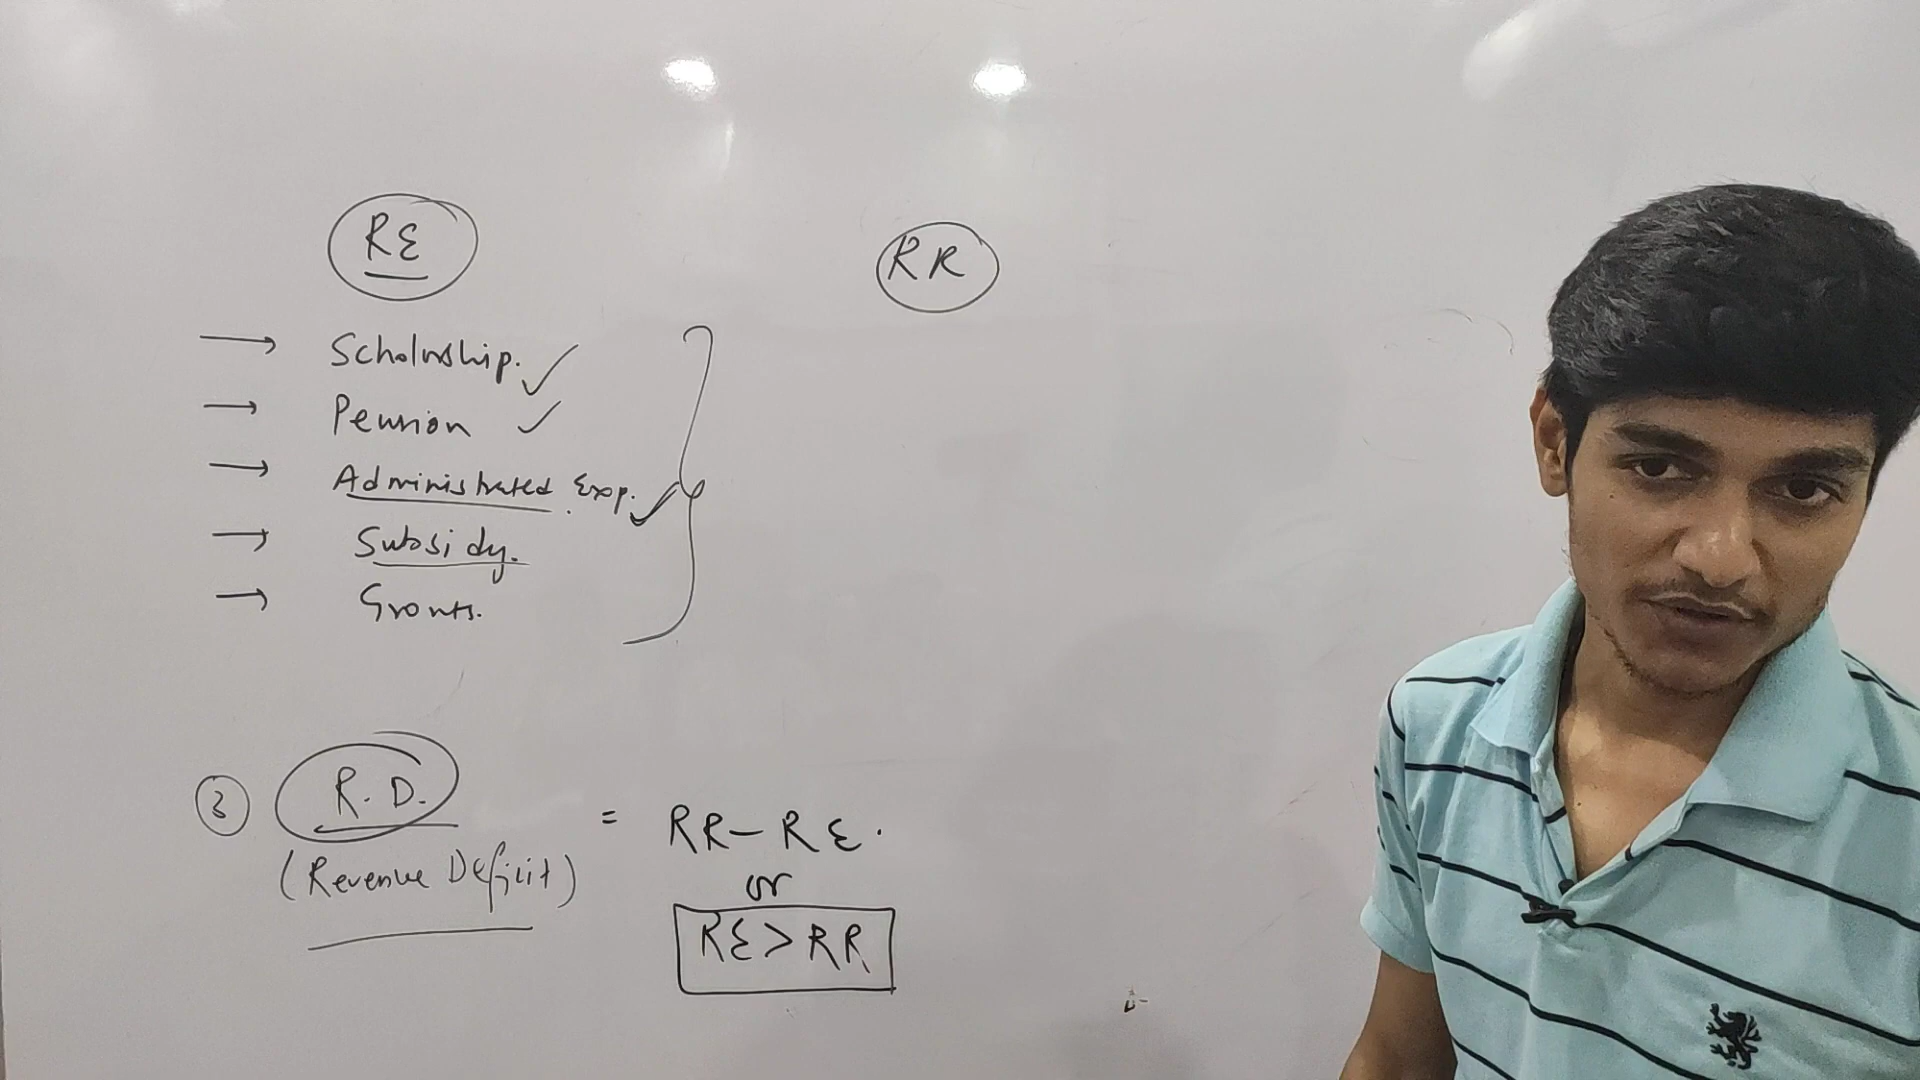 RE
RR
→ Scholarship. ✓
→ Pension ✓
→ Administrated Exp. ✓
→ Subsidy.
→ Grants.
③ R.D. = RR - RE.
(Revenue Deficit)
or
RE > RR